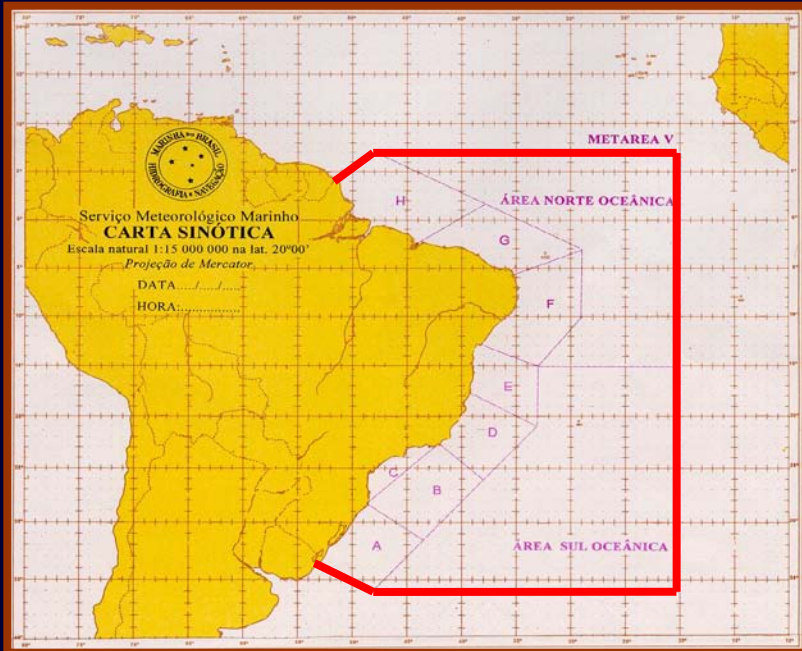 METAREA V
MARINHA DO BRASIL
HIDROGRAFIA E NAVEGAÇÃO
H
ÁREA NORTE OCEÂNICA
Serviço Meteorológico Marinho
CARTA SINÓTICA
Escala natural 1:15 000 000 na lat. 20°00'
Projeção de Mercator
G
DATA...../...../.....
HORA:................
F
E
D
C
B
A
ÁREA SUL OCEÂNICA